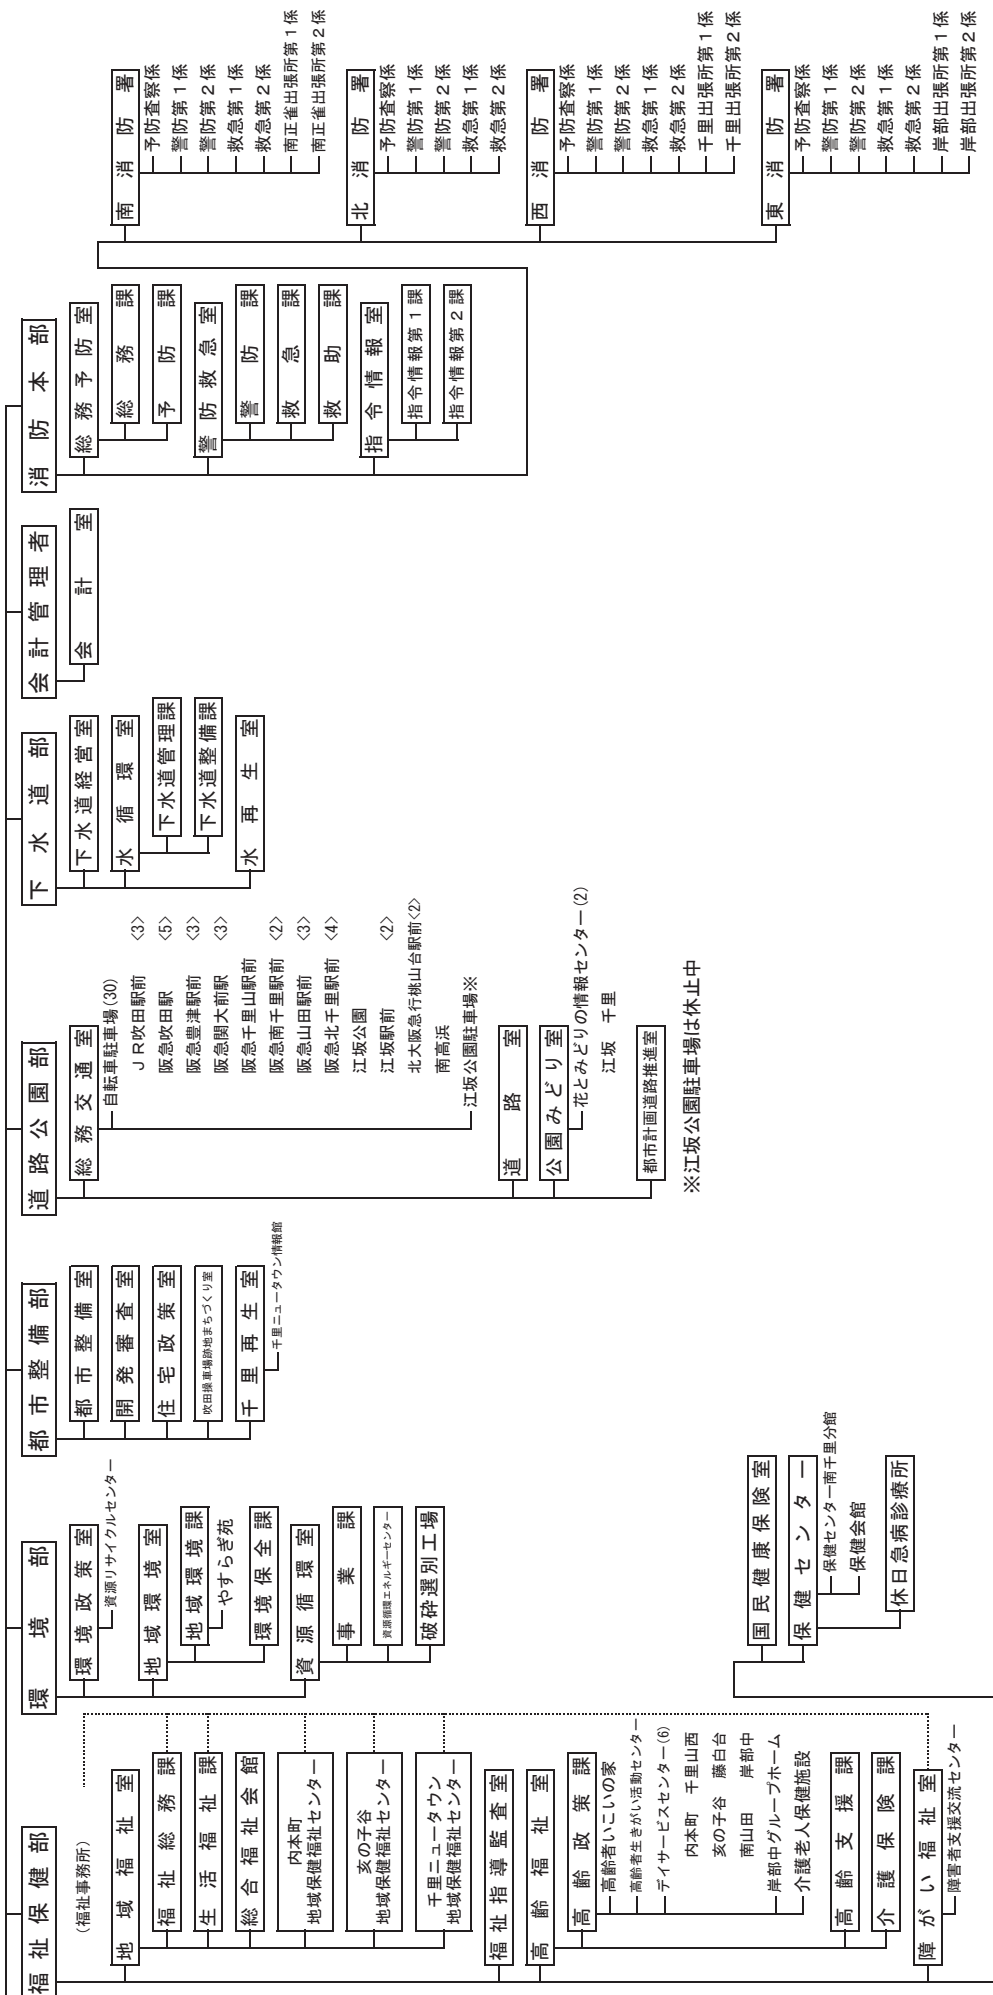 福祉保健部
(福祉事務所)
地域福祉室
福祉総務課
生活福祉課
総合福祉会館
内本町
地域保健福祉センター
亥の子谷
地域保健福祉センター
千里ニュータウン
地域保健福祉センター
福祉指導監査室
高齢福祉室
高齢政策課
高齢者いこいの家
高齢者生きがい活動センター
デイサービスセンター(6)
内本町　千里山西
亥の子谷　藤白台
南山田　岸部中
岸部中グループホーム
介護老人保健施設
高齢支援課
介護保険課
障がい福祉室
障害者支援交流センター
国民健康保険室
保健センター
保健センター南千里分館
保健会館
休日急病診療所
環境部
環境政策室
資源リサイクルセンター
地域環境室
地域環境課
やすらぎ苑
環境保全課
資源循環室
事業課
資源循環エネルギーセンター
破砕選別工場
都市整備部
都市整備室
開発審査室
住宅政策室
吹田操車場跡地まちづくり室
千里再生室
千里ニュータウン情報館
道路公園部
総務交通室
自転車駐車場(30)
ＪＲ吹田駅前　<3>
阪急吹田駅　<5>
阪急豊津駅前　<3>
阪急関大前駅　<3>
阪急千里山駅前
阪急南千里駅前　<2>
阪急山田駅前　<3>
阪急北千里駅前　<4>
江坂公園
江坂駅前　<2>
北大阪急行桃山台駅前<2>
南高浜
江坂公園駐車場※
道路室
公園みどり室
花とみどりの情報センター(2)
江坂　千里
都市計画道路推進室
※江坂公園駐車場は休止中
下水道部
下水道経営室
水循環室
下水道管理課
下水道整備課
水再生室
会計管理者
会計室
消防本部
総務予防室
総務課
予防課
警防救急室
警防課
救急課
救助課
指令情報室
指令情報第１課
指令情報第２課
南消防署
予防査察係
警防第１係
警防第２係
救急第１係
救急第２係
南正雀出張所第１係
南正雀出張所第２係
北消防署
予防査察係
警防第１係
警防第２係
救急第１係
救急第２係
西消防署
予防査察係
警防第１係
警防第２係
救急第１係
救急第２係
千里出張所第１係
千里出張所第２係
東消防署
予防査察係
警防第１係
警防第２係
救急第１係
救急第２係
岸部出張所第１係
岸部出張所第２係